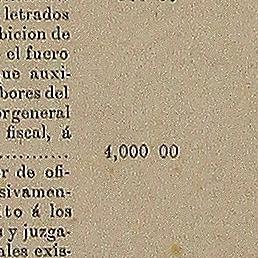 letrados
bicion de
el fuero
ue auxi-
bores del
orgeneral
fiscal, á
............ 4,000 00
r de ofi-
sivamen-
to á los
s y juzga-
ales exis-